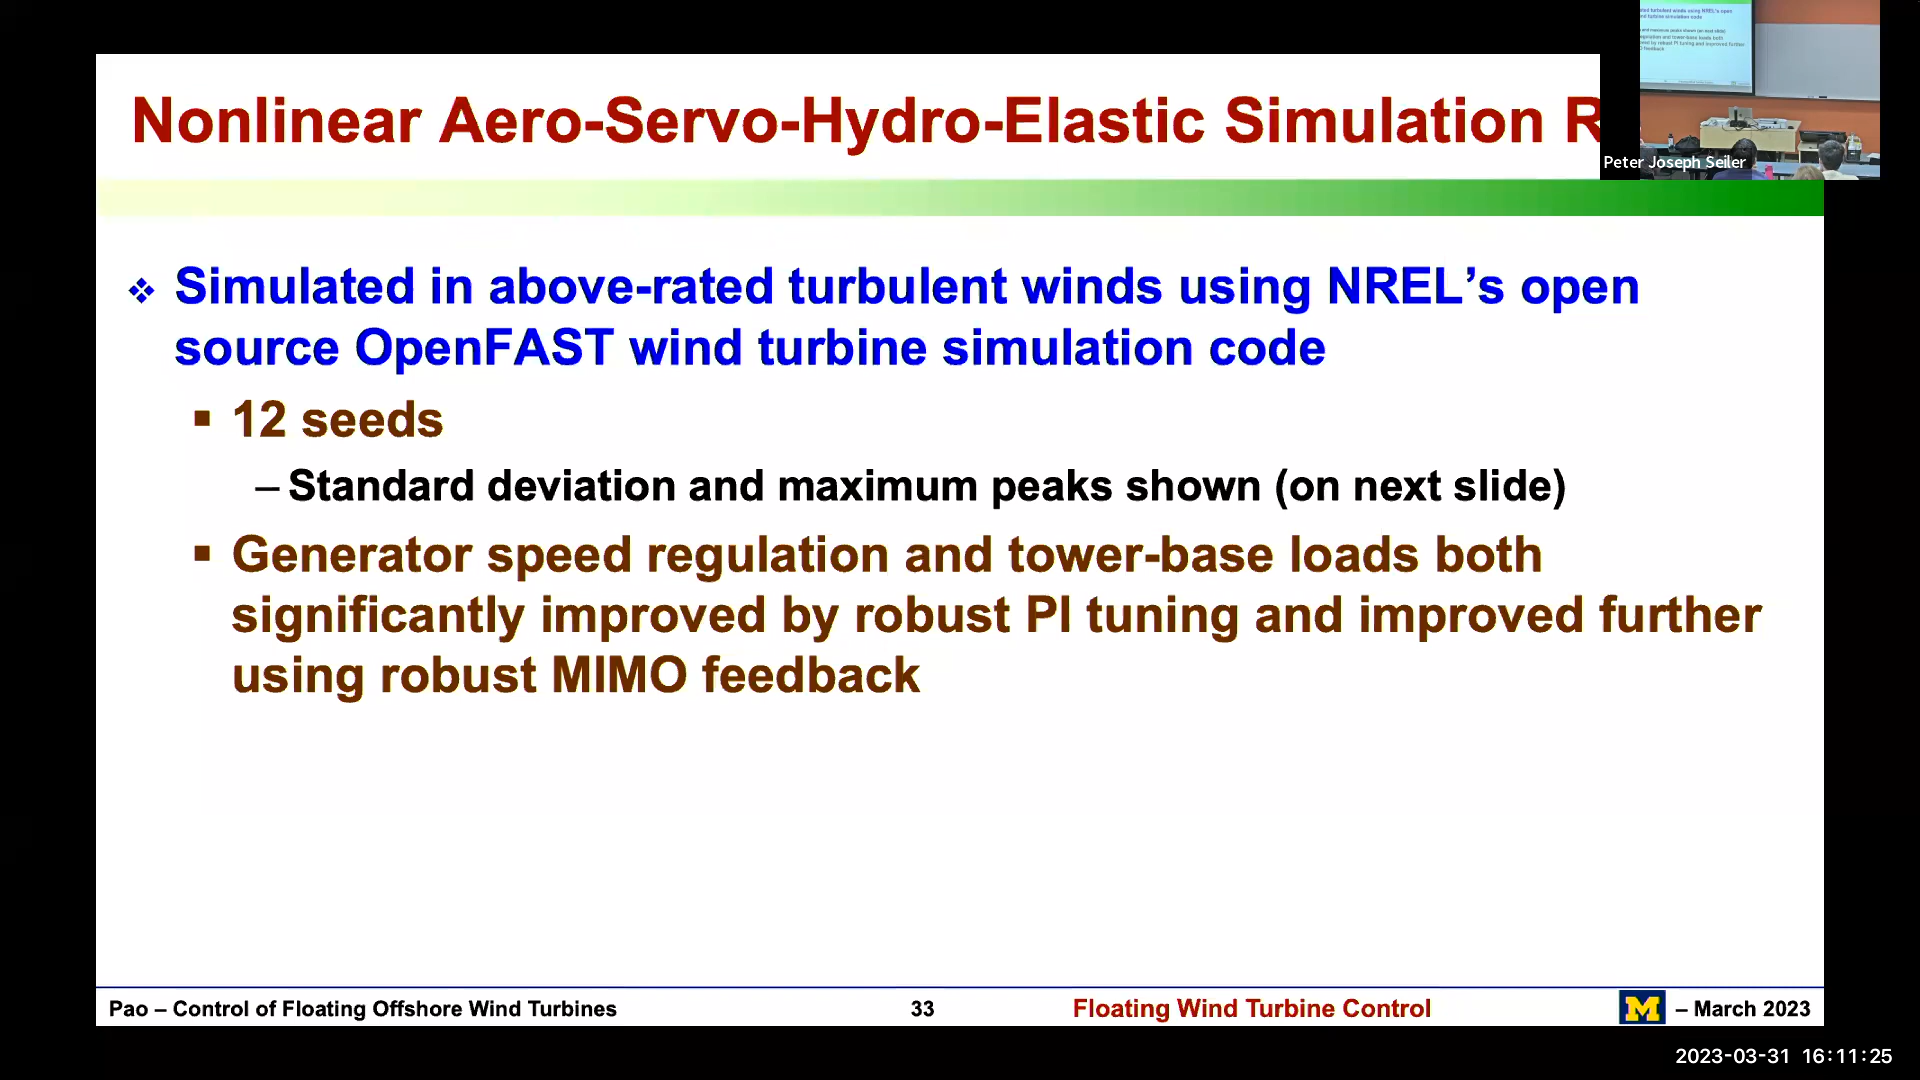 Nonlinear Aero-Servo-Hydro-Elastic Simulation R
Peter Joseph Seiler
❖ Simulated in above-rated turbulent winds using NREL’s open
source OpenFAST wind turbine simulation code
▪ 12 seeds
– Standard deviation and maximum peaks shown (on next slide)
▪ Generator speed regulation and tower-base loads both
significantly improved by robust PI tuning and improved further
using robust MIMO feedback
Pao – Control of Floating Offshore Wind Turbines
33
Floating Wind Turbine Control
M – March 2023
2023-03-31 16:11:25